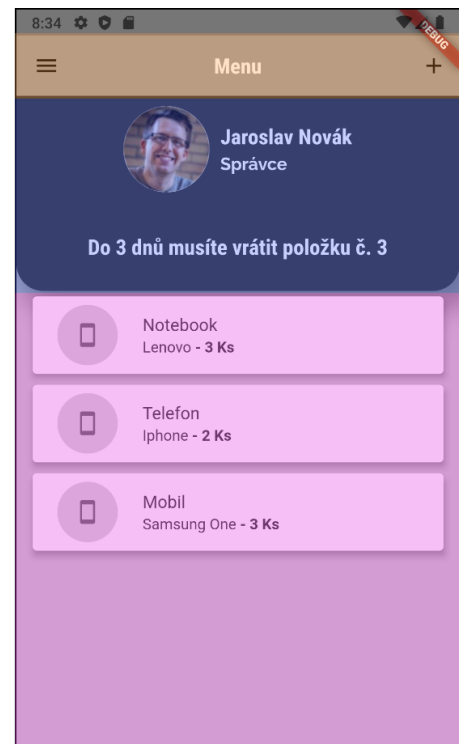 8:34
DEBUG
Menu
Jaroslav Novák
Správce
Do 3 dnů musíte vrátit položku č. 3
Notebook
Lenovo - 3 Ks
Telefon
Iphone - 2 Ks
Mobil
Samsung One - 3 Ks